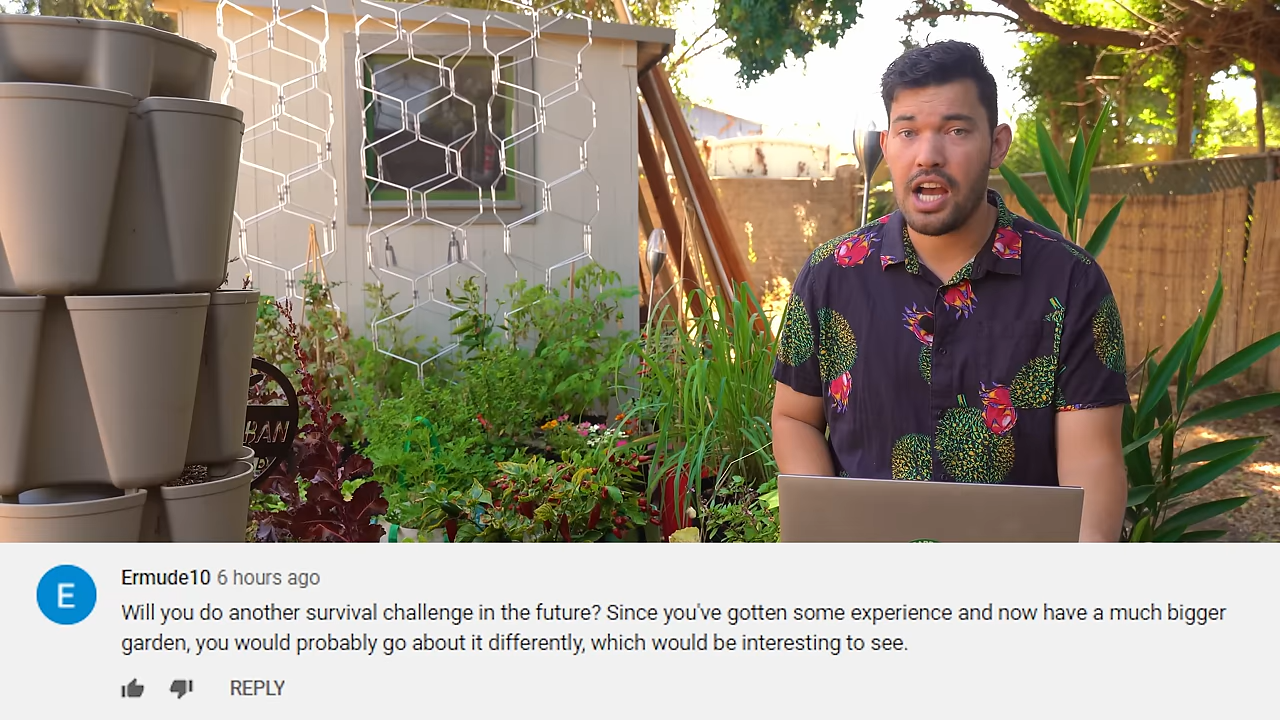 BAN
Ermude10 6 hours ago
Will you do another survival challenge in the future? Since you've gotten some experience and now have a much bigger
garden, you would probably go about it differently, which would be interesting to see.
REPLY
E